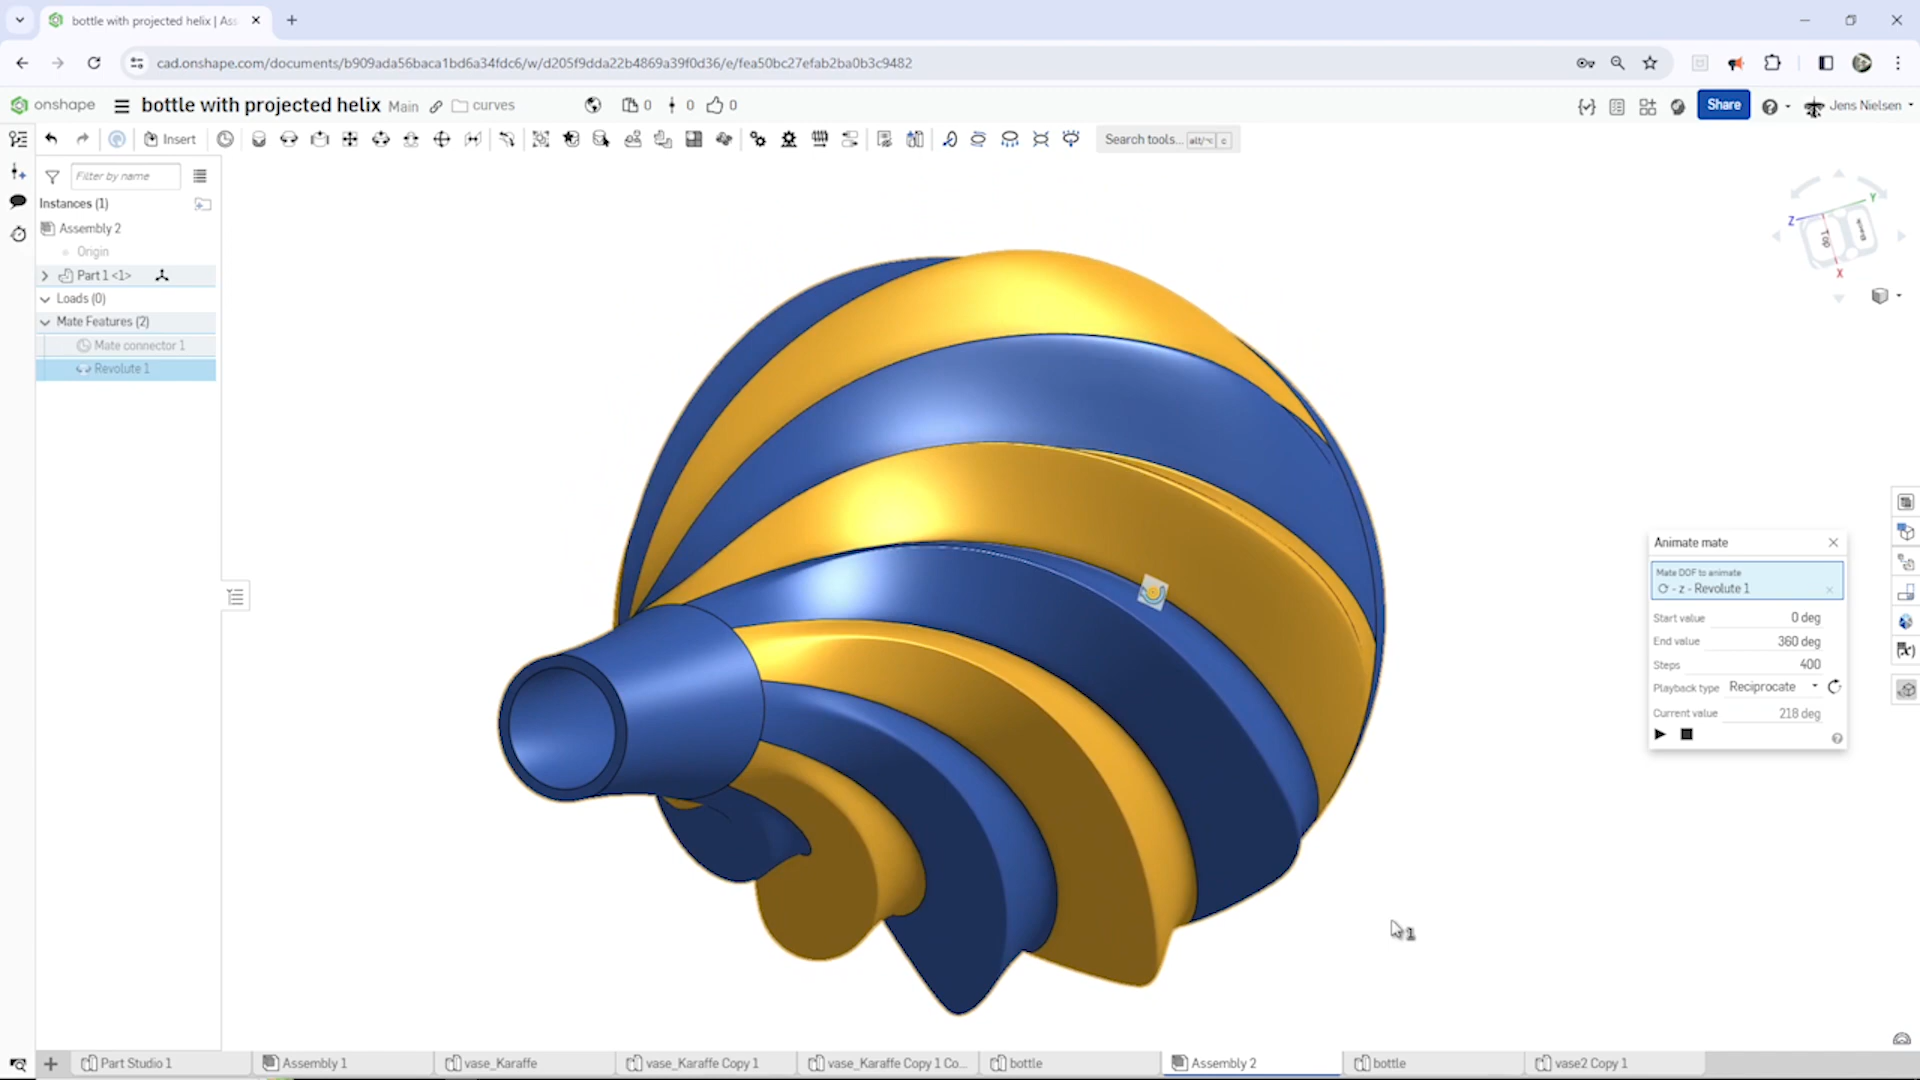 bottle with projected helix | Ass
cad.onshape.com/documents/b909ada56baca1bd6a34fdc6/w/d205f9dda22b4869a39f0d36/e/fea50bc27efab2ba0b3c9482
onshape bottle with projected helix Main curves 0 0 0 Share Jens Nielsen
Insert Search tools... alt/⌥ c
Filter by name
Instances (1)
Assembly 2
Origin
Part 1 <1>
Loads (0)
Mate Features (2)
Mate connector 1
Revolute 1
Z Y
Top
X
Animate mate
Mate DOF to animate
- z - Revolute 1
Start value 0 deg
End value 360 deg
Steps 400
Playback type Reciprocate
Current value 218 deg
1
Part Studio 1 Assembly 1 vase_Karaffe vase_Karaffe Copy 1 vase_Karaffe Copy 1 Co... bottle Assembly 2 bottle vase2 Copy 1